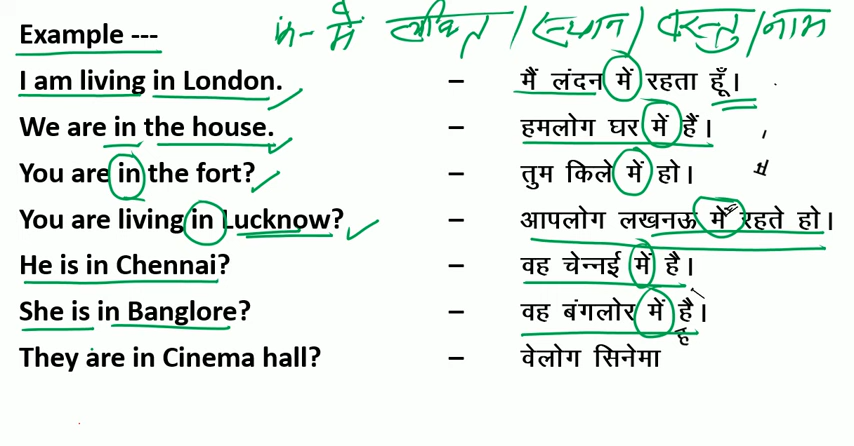 Example --- in - में व्यक्ति / स्थान / वस्तु / नाम
I am living in London. – मैं लंदन में रहता हूँ।
We are in the house. – हमलोग घर में हैं।
You are in the fort? – तुम किले में हो।
You are living in Lucknow? – आपलोग लखनऊ में रहते हो।
He is in Chennai? – वह चेन्नई में है।
She is in Banglore? – वह बंगलोर में है।
They are in Cinema hall? – वेलोग सिनेमा